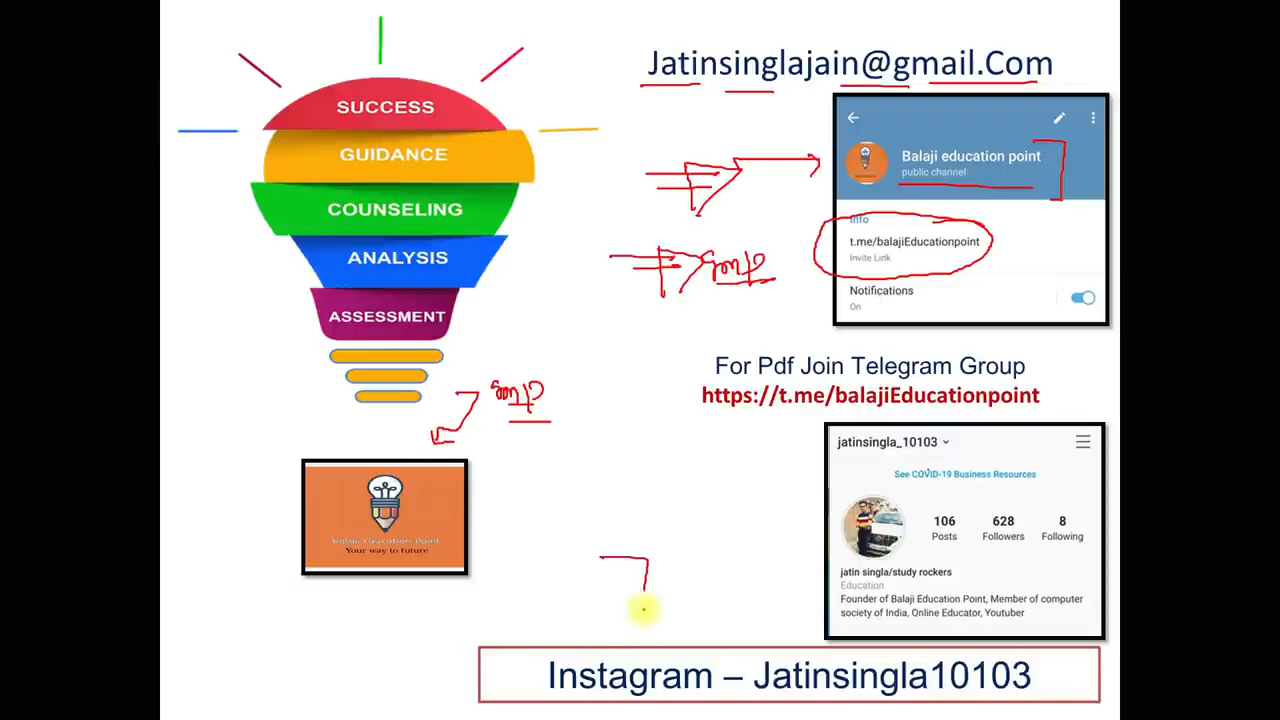 SUCCESS
GUIDANCE
COUNSELING
ANALYSIS
ASSESSMENT
Jatinsinglajain@gmail.Com
Balaji education point
public channel
Info
t.me/balajiEducationpoint
Invite Link
Notifications
On
For Pdf Join Telegram Group
https://t.me/balajiEducationpoint
Balaji Education Point
Your way to future
jatinsingla_10103
See COVID-19 Business Resources
106 628 8
Posts Followers Following
jatin singla/study rockers
Education
Founder of Balaji Education Point, Member of computer
society of India, Online Educator, Youtuber
Instagram – Jatinsingla10103